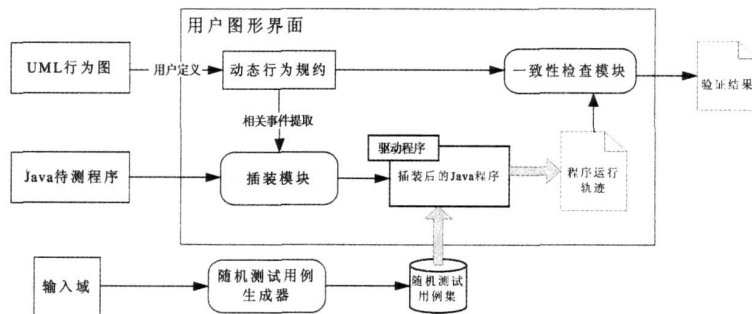 用户图形界面
UML行为图
用户定义
动态行为规约
一致性检查模块
验证结果
相关事件提取
驱动程序
Java待测程序
插装模块
插装后的Java程序
程序运行
轨迹
输入域
随机测试用例
生成器
随机测试
用例集